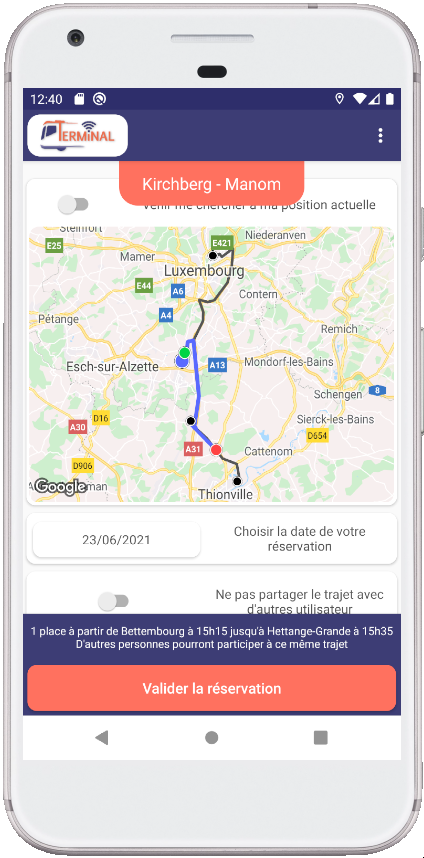 12:40
TERMINAL
Kirchberg - Manom
Venir me chercher à ma position actuelle
Steinfort
Niederanven
E421
E25
Mamer
Luxembourg
E44
A6
Contern
A4
Pétange
Remich
Esch-sur-Alzette
A13
Mondorf-les-Bains
Schengen
8
D16
Sierck-les-Bains
A30
D654
A31
Cattenom
D906
Google
Thionville
23/06/2021
Choisir la date de votre
réservation
Ne pas partager le trajet avec
d'autres utilisateur
1 place à partir de Bettembourg à 15h15 jusqu'à Hettange-Grande à 15h35
D'autres personnes pourront participer à ce même trajet
Valider la réservation